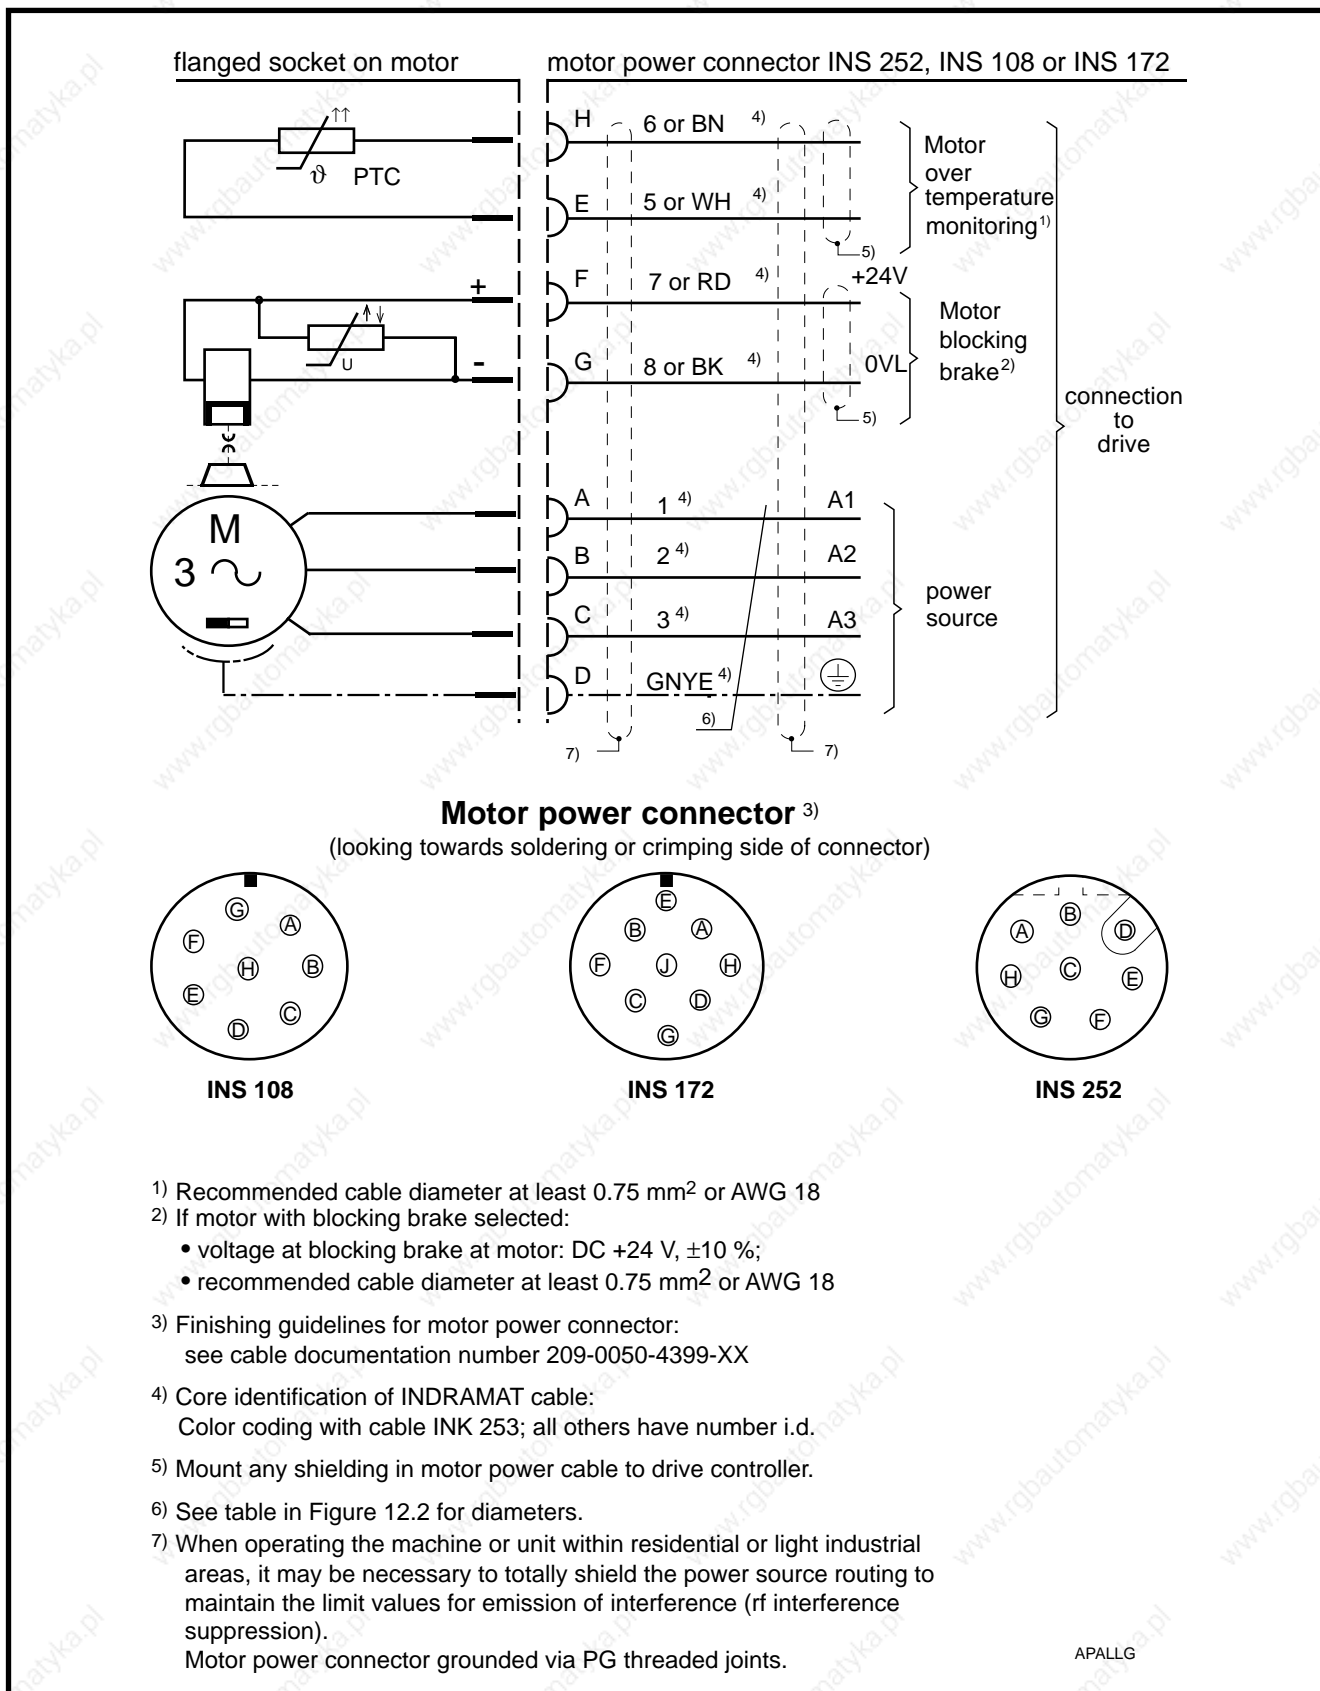 flanged socket on motor
motor power connector INS 252, INS 108 or INS 172
H 6 or BN 4)
ϑ PTC
E 5 or WH 4)
Motor
over
temperature
monitoring1)
5)
+ F 7 or RD 4) +24V
U
- G 8 or BK 4) 0VL
Motor
blocking
brake2)
5)
connection
to
drive
M
3
A 1 4) A1
B 2 4) A2
C 3 4) A3
D GNYE 4)
power
source
6)
7) 7)
Motor power connector 3)
(looking towards soldering or crimping side of connector)
G A F H B E C D
E B A F J H C D G
B A D H C E G F
INS 108 INS 172 INS 252
1) Recommended cable diameter at least 0.75 mm2 or AWG 18
2) If motor with blocking brake selected:
• voltage at blocking brake at motor: DC +24 V, ±10 %;
• recommended cable diameter at least 0.75 mm2 or AWG 18
3) Finishing guidelines for motor power connector:
see cable documentation number 209-0050-4399-XX
4) Core identification of INDRAMAT cable:
Color coding with cable INK 253; all others have number i.d.
5) Mount any shielding in motor power cable to drive controller.
6) See table in Figure 12.2 for diameters.
7) When operating the machine or unit within residential or light industrial
areas, it may be necessary to totally shield the power source routing to
maintain the limit values for emission of interference (rf interference
suppression).
Motor power connector grounded via PG threaded joints.
APALLG
www.rgbautomatyka.pl